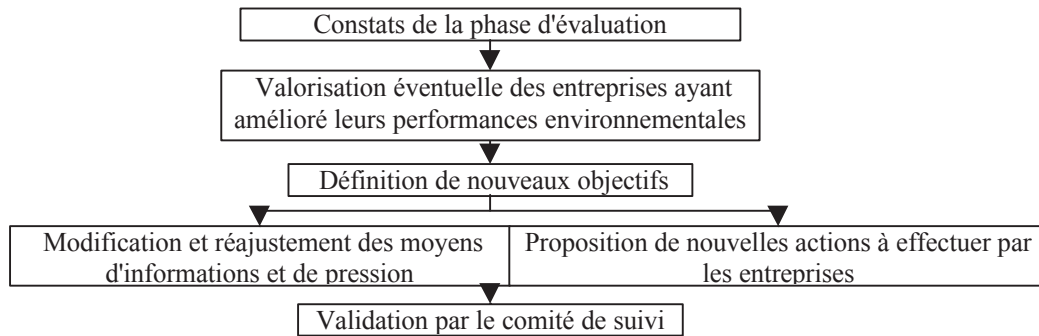 Constats de la phase d'évaluation
Valorisation éventuelle des entreprises ayant
amélioré leurs performances environnementales
Définition de nouveaux objectifs
Modification et réajustement des moyens
d'informations et de pression
Proposition de nouvelles actions à effectuer par
les entreprises
Validation par le comité de suivi